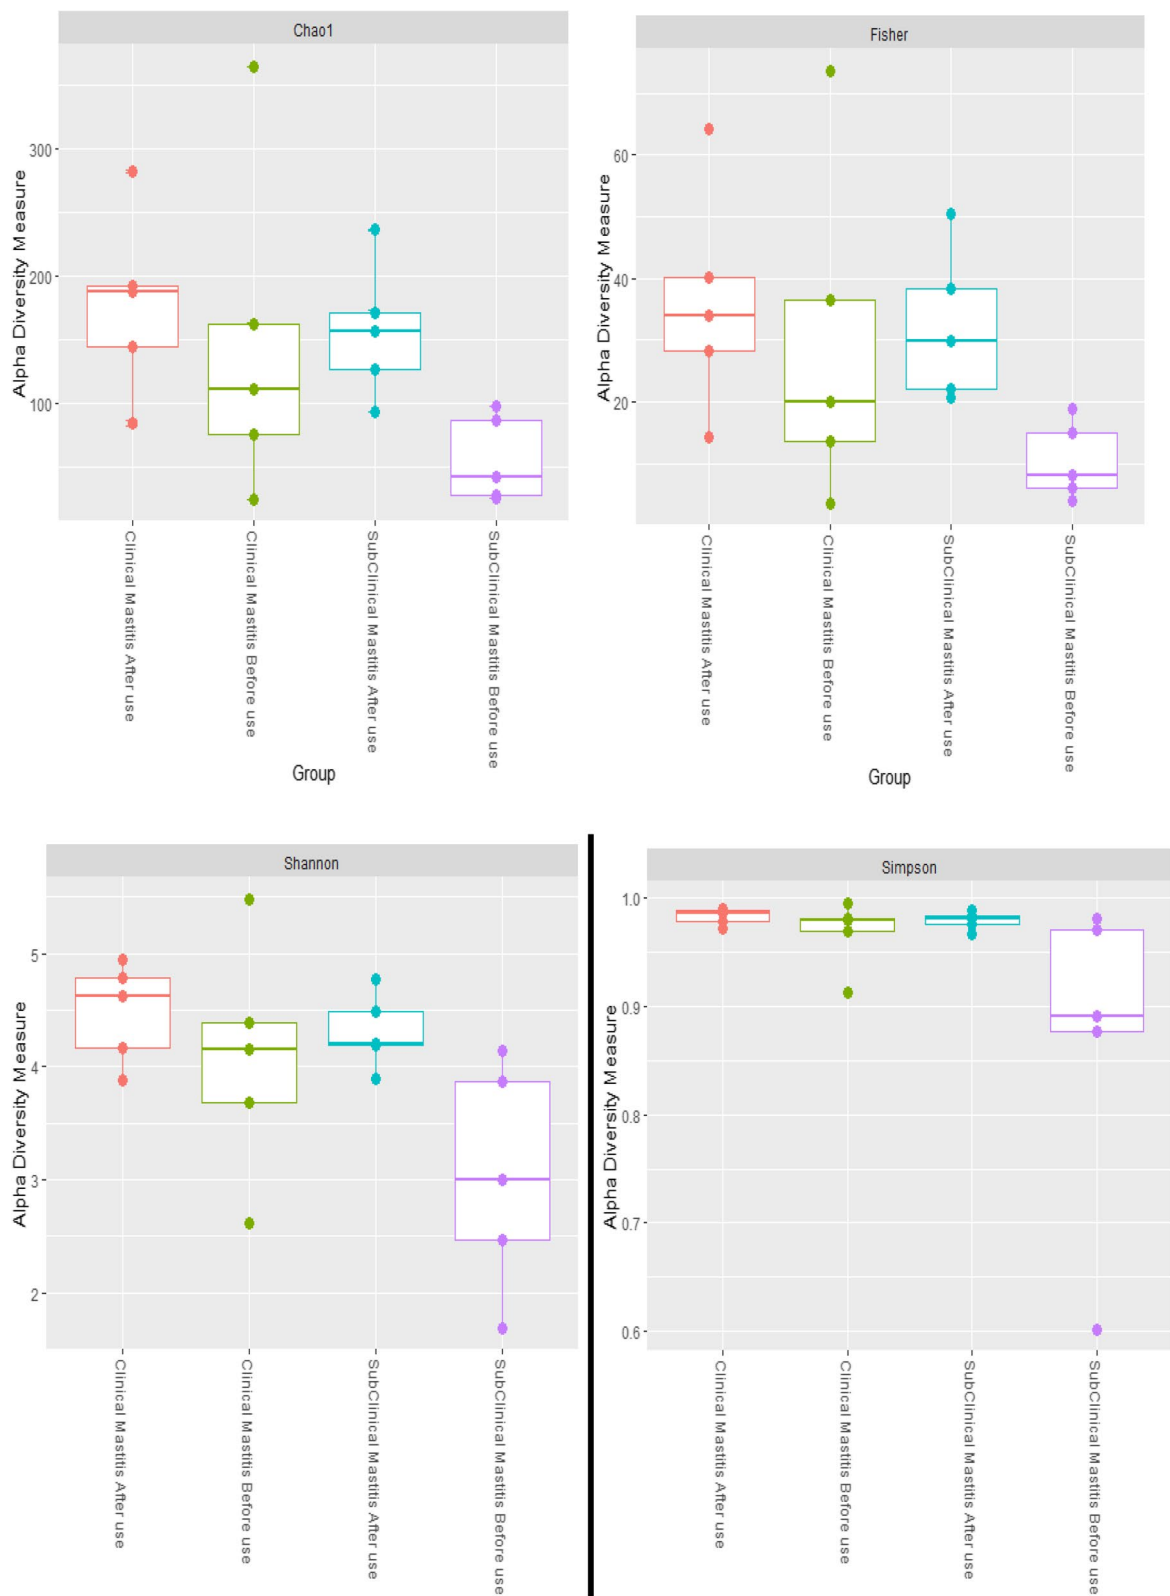 Chao1
Alpha Diversity Measure
300
200
100
Clinical Mastitis After use
Clinical Mastitis Before use
SubClinical Mastitis After use
SubClinical Mastitis Before use
Group
Fisher
Alpha Diversity Measure
60
40
20
Clinical Mastitis After use
Clinical Mastitis Before use
SubClinical Mastitis After use
SubClinical Mastitis Before use
Group
Shannon
Alpha Diversity Measure
5
4
3
2
Clinical Mastitis After use
Clinical Mastitis Before use
SubClinical Mastitis After use
SubClinical Mastitis Before use
Simpson
Alpha Diversity Measure
1.0
0.9
0.8
0.7
0.6
Clinical Mastitis After use
Clinical Mastitis Before use
SubClinical Mastitis After use
SubClinical Mastitis Before use